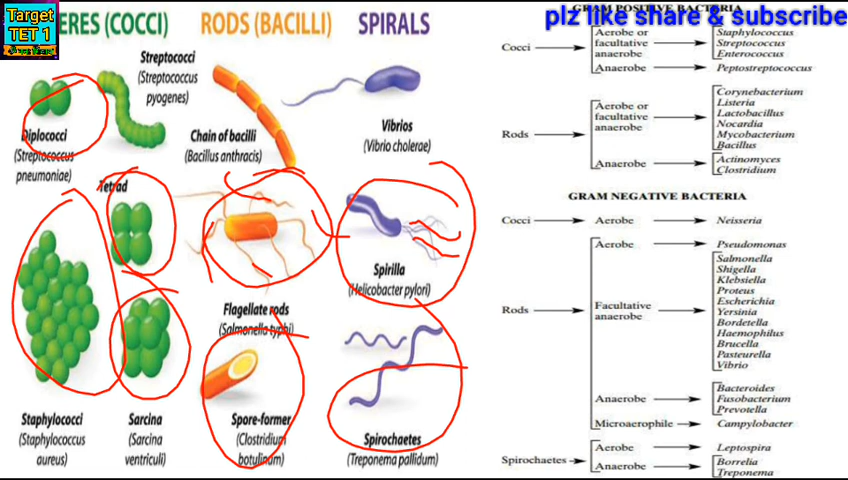 Target
TET 1
ERES (COCCI)
RODS (BACILLI)
SPIRALS
plz like share & subscribe
Streptococci
(Streptococcus
pyogenes)
Diplococci
(Streptococcus
pneumoniae)
Chain of bacilli
(Bacillus anthracis)
Vibrios
(Vibrio cholerae)
Tetrad
Spirilla
(Helicobacter pylori)
Flagellate rods
(Salmonella typhi)
Staphylococci
(Staphylococcus
aureus)
Sarcina
(Sarcina
ventriculi)
Spore-former
(Clostridium
botulinum)
Spirochaetes
(Treponema pallidum)
GRAM POSITIVE BACTERIA
Cocci
Aerobe or
facultative
anaerobe
Staphylococcus
Streptococcus
Enterococcus
Anaerobe
Peptostreptococcus
Rods
Aerobe or
facultative
anaerobe
Corynebacterium
Listeria
Lactobacillus
Nocardia
Mycobacterium
Bacillus
Anaerobe
Actinomyces
Clostridium
GRAM NEGATIVE BACTERIA
Cocci
Aerobe
Neisseria
Rods
Aerobe
Pseudomonas
Facultative
anaerobe
Salmonella
Shigella
Klebsiella
Proteus
Escherichia
Yersinia
Bordetella
Haemophilus
Brucella
Pasteurella
Vibrio
Anaerobe
Bacteroides
Fusobacterium
Prevotella
Microaerophile
Campylobacter
Spirochaetes
Aerobe
Leptospira
Anaerobe
Borrelia
Treponema